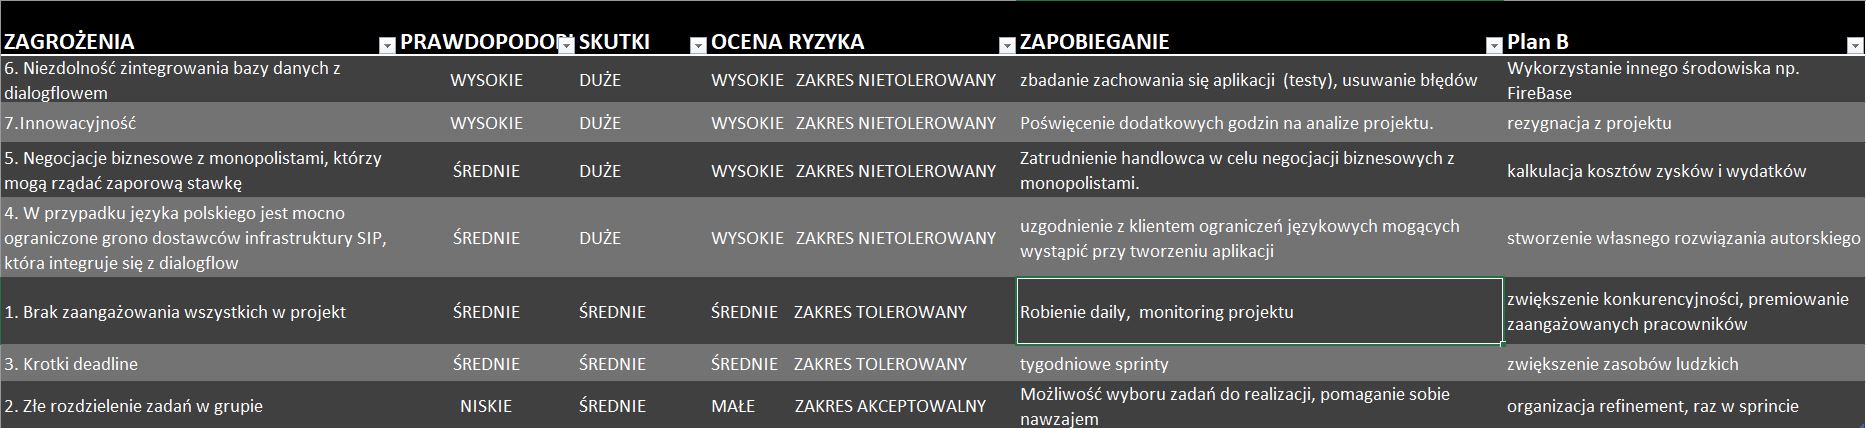 ZAGROŻENIA PRAWDOPODOBI SKUTKI OCENA RYZYKA ZAPOBIEGANIE Plan B
6. Niezdolność zintegrowania bazy danych z
dialogflowem
WYSOKIE DUŻE WYSOKIE ZAKRES NIETOLEROWANY zbadanie zachowania się aplikacji (testy), usuwanie błędów
Wykorzystanie innego środowiska np.
FireBase
7.Innowacyjność WYSOKIE DUŻE WYSOKIE ZAKRES NIETOLEROWANY Poświęcenie dodatkowych godzin na analize projektu. rezygnacja z projektu
5. Negocjacje biznesowe z monopolistami, którzy
mogą rządać zaporową stawkę
ŚREDNIE DUŻE WYSOKIE ZAKRES NIETOLEROWANY
Zatrudnienie handlowca w celu negocjacji biznesowych z
monopolistami.
kalkulacja kosztów zysków i wydatków
4. W przypadku języka polskiego jest mocno
ograniczone grono dostawców infrastruktury SIP,
która integruje się z dialogflow
ŚREDNIE DUŻE WYSOKIE ZAKRES NIETOLEROWANY
uzgodnienie z klientem ograniczeń językowych mogących
wystąpić przy tworzeniu aplikacji
stworzenie własnego rozwiązania autorskiego
1. Brak zaangażowania wszystkich w projekt ŚREDNIE ŚREDNIE ŚREDNIE ZAKRES TOLEROWANY Robienie daily, monitoring projektu
zwiększenie konkurencyjności, premiowanie
zaangażowanych pracowników
3. Krotki deadline ŚREDNIE ŚREDNIE ŚREDNIE ZAKRES TOLEROWANY tygodniowe sprinty zwiększenie zasobów ludzkich
2. Złe rozdzielenie zadań w grupie NISKIE ŚREDNIE MAŁE ZAKRES AKCEPTOWALNY
Możliwość wyboru zadań do realizacji, pomaganie sobie
nawzajem
organizacja refinement, raz w sprincie